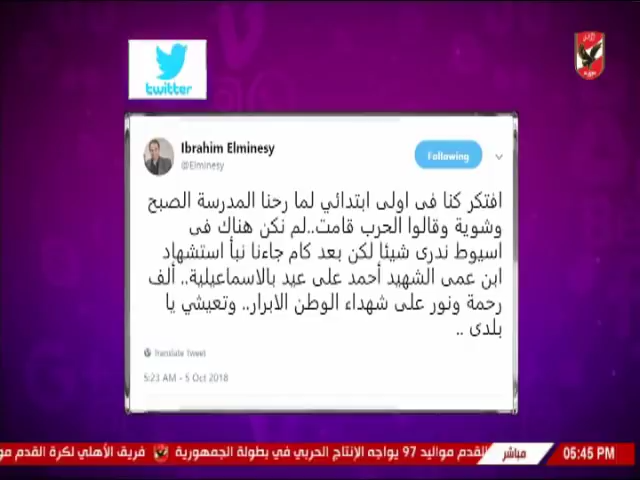 twitter
Ibrahim Elminesy
@Elminesy
Following
افتكر كنا فى اولى ابتدائي لما رحنا المدرسة الصبح
وشوية وقالوا الحرب قامت..لم نكن هناك فى
اسيوط ندرى شيئا لكن بعد كام جاءنا نبأ استشهاد
ابن عمى الشهيد أحمد على عيد بالاسماعيلية.. ألف
رحمة ونور على شهداء الوطن الابرار.. وتعيشي يا
بلدى ..
Translate Tweet
5:23 AM - 5 Oct 2018
القدم مواليد 97 يواجه الإنتاج الحربي في بطولة الجمهورية
فريق الأهلي لكرة القدم
مباشر
05:45 PM